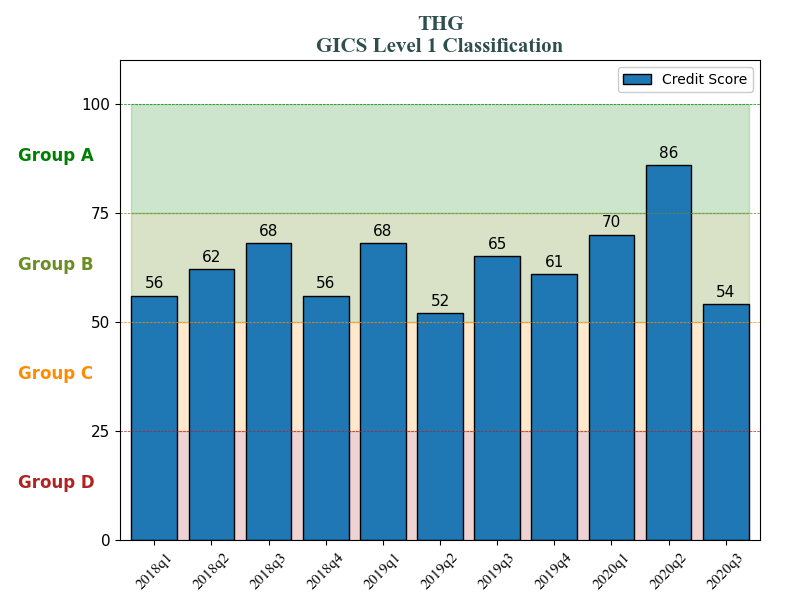 THG
GICS Level 1 Classification
Credit Score
100
Group A
86
75
70
68
68
65
62
61
Group B
56
56
54
52
50
Group C
25
Group D
0
2018q1 2018q2 2018q3 2018q4 2019q1 2019q2 2019q3 2019q4 2020q1 2020q2 2020q3